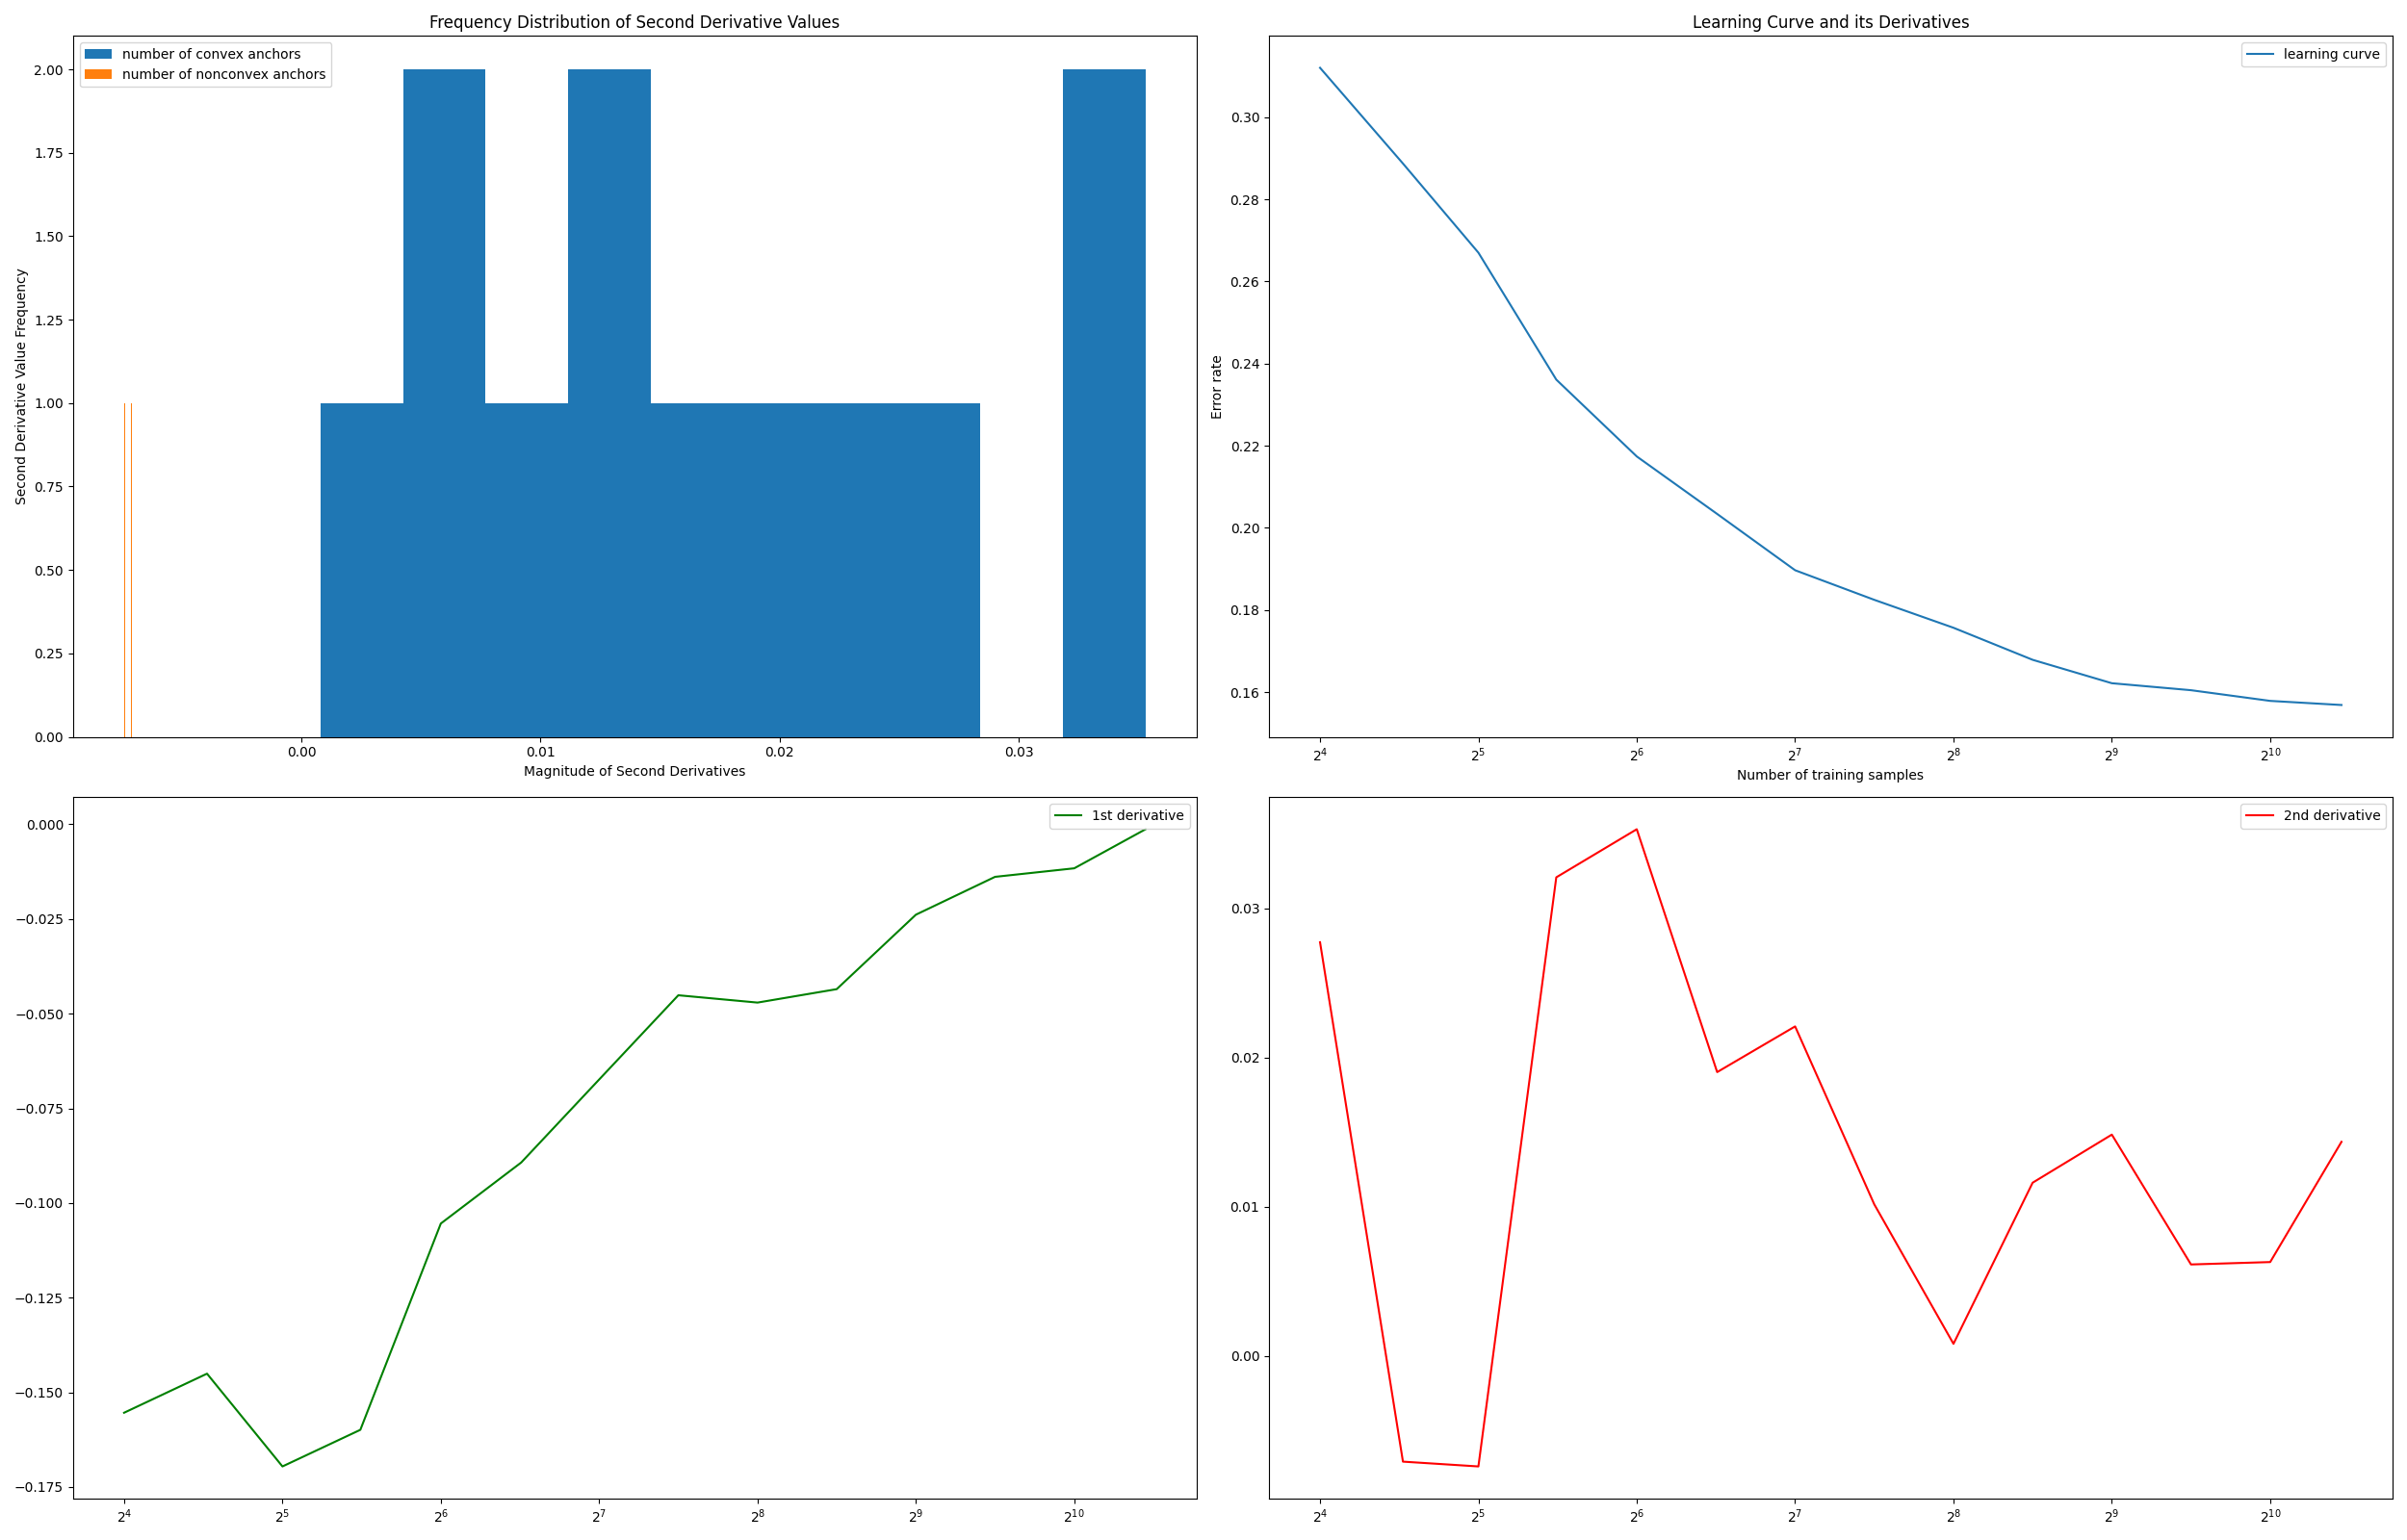 Frequency Distribution of Second Derivative Values
number of convex anchors
number of nonconvex anchors
Second Derivative Value Frequency
2.00
1.75
1.50
1.25
1.00
0.75
0.50
0.25
0.00
0.00 0.01 0.02 0.03
Magnitude of Second Derivatives
Learning Curve and its Derivatives
learning curve
Error rate
0.30
0.28
0.26
0.24
0.22
0.20
0.18
0.16
2⁴ 2⁵ 2⁶ 2⁷ 2⁸ 2⁹ 2¹⁰
Number of training samples
1st derivative
0.000
−0.025
−0.050
−0.075
−0.100
−0.125
−0.150
−0.175
2⁴ 2⁵ 2⁶ 2⁷ 2⁸ 2⁹ 2¹⁰
2nd derivative
0.03
0.02
0.01
0.00
2⁴ 2⁵ 2⁶ 2⁷ 2⁸ 2⁹ 2¹⁰